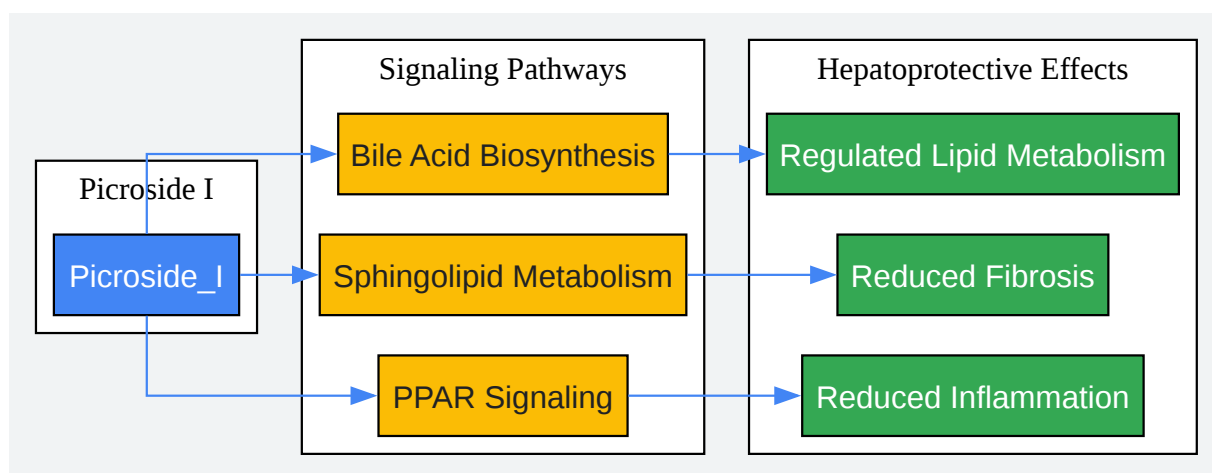 Signaling Pathways
Hepatoprotective Effects
Bile Acid Biosynthesis
Regulated Lipid Metabolism
Picroside I
Picroside_I
Sphingolipid Metabolism
Reduced Fibrosis
PPAR Signaling
Reduced Inflammation